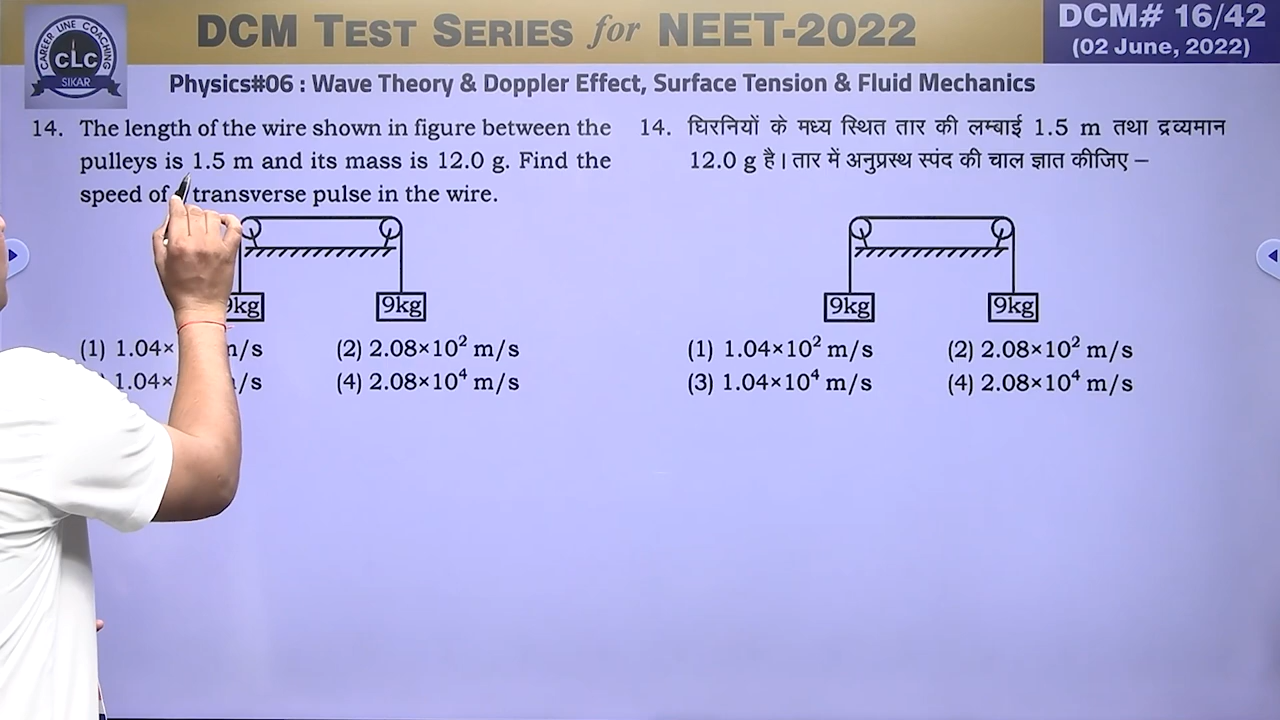 DCM TEST SERIES for NEET-2022
DCM# 16/42
(02 June, 2022)
CAREER LINE COACHING
CLC
SIKAR
Physics#06 : Wave Theory & Doppler Effect, Surface Tension & Fluid Mechanics
14. The length of the wire shown in figure between the
pulleys is 1.5 m and its mass is 12.0 g. Find the
speed of transverse pulse in the wire.
9kg
9kg
(1) 1.04× m/s
(2) 2.08×10² m/s
1.04× m/s
(4) 2.08×10⁴ m/s
14. घिरनियों के मध्य स्थित तार की लम्बाई 1.5 m तथा द्रव्यमान
12.0 g है। तार में अनुप्रस्थ स्पंद की चाल ज्ञात कीजिए –
9kg
9kg
(1) 1.04×10² m/s
(2) 2.08×10² m/s
(3) 1.04×10⁴ m/s
(4) 2.08×10⁴ m/s